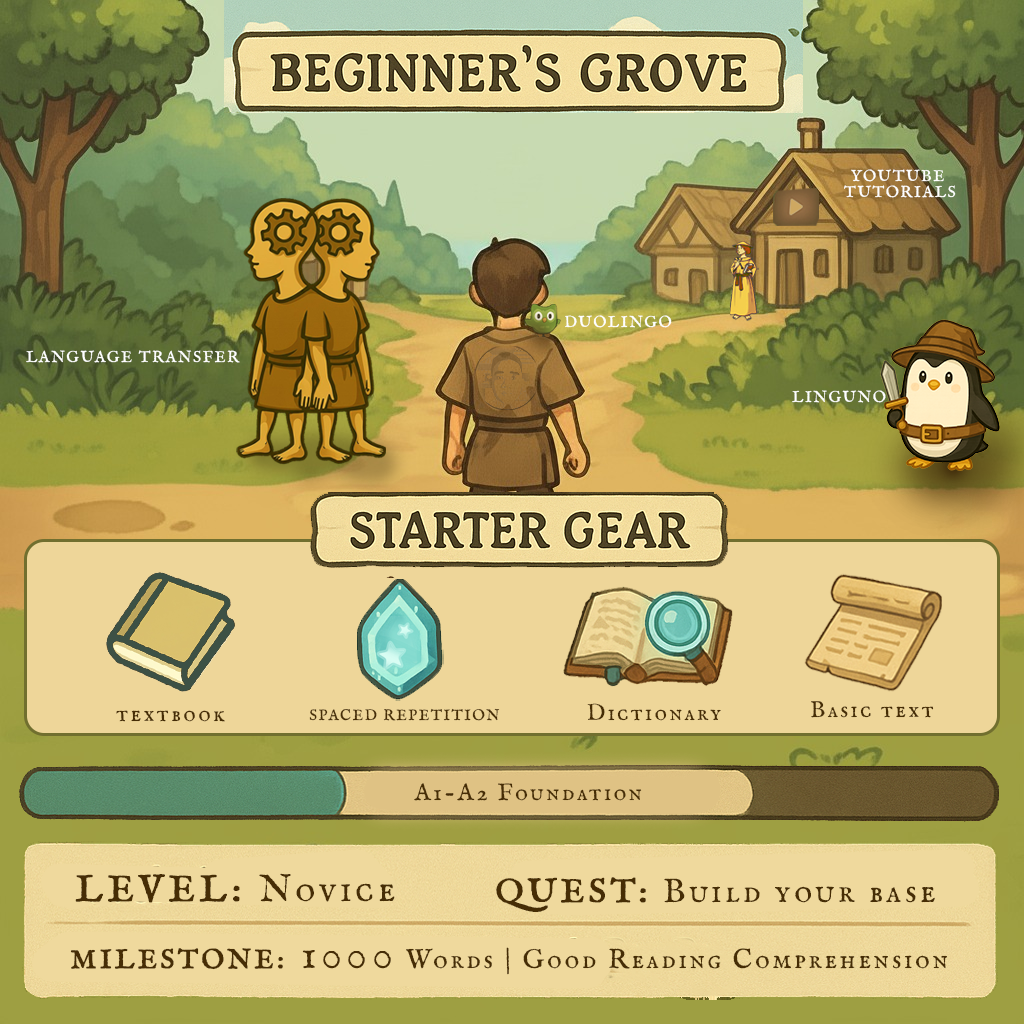 BEGINNER'S GROVE
YOUTUBE
TUTORIALS
DUOLINGO
LANGUAGE TRANSFER
LINGUNO
STARTER GEAR
TEXTBOOK
SPACED REPETITION
DICTIONARY
BASIC TEXT
A1-A2 FOUNDATION
LEVEL: NOVICE
QUEST: BUILD YOUR BASE
MILESTONE: 1000 WORDS | GOOD READING COMPREHENSION